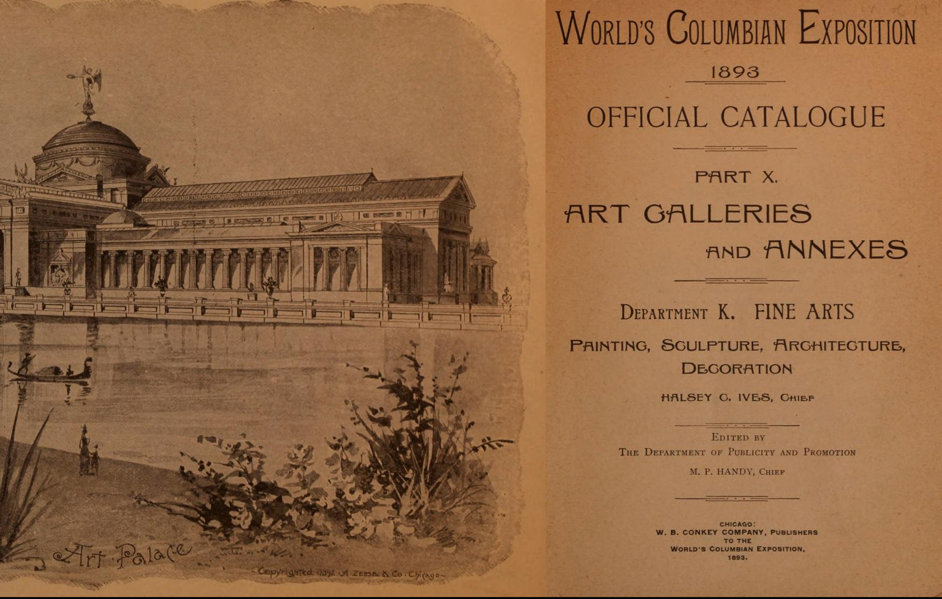 Art Palace
Copyrighted 1892 A. Zeese & Co. Chicago
WORLD'S COLUMBIAN EXPOSITION
1893
OFFICIAL CATALOGUE
PART X.
ART GALLERIES
AND ANNEXES
DEPARTMENT K. FINE ARTS
PAINTING, SCULPTURE, ARCHITECTURE,
DECORATION
HALSEY C. IVES, CHIEF
EDITED BY
THE DEPARTMENT OF PUBLICITY AND PROMOTION
M. P. HANDY, CHIEF
CHICAGO:
W. B. CONKEY COMPANY, PUBLISHERS
TO THE
WORLD'S COLUMBIAN EXPOSITION,
1893.